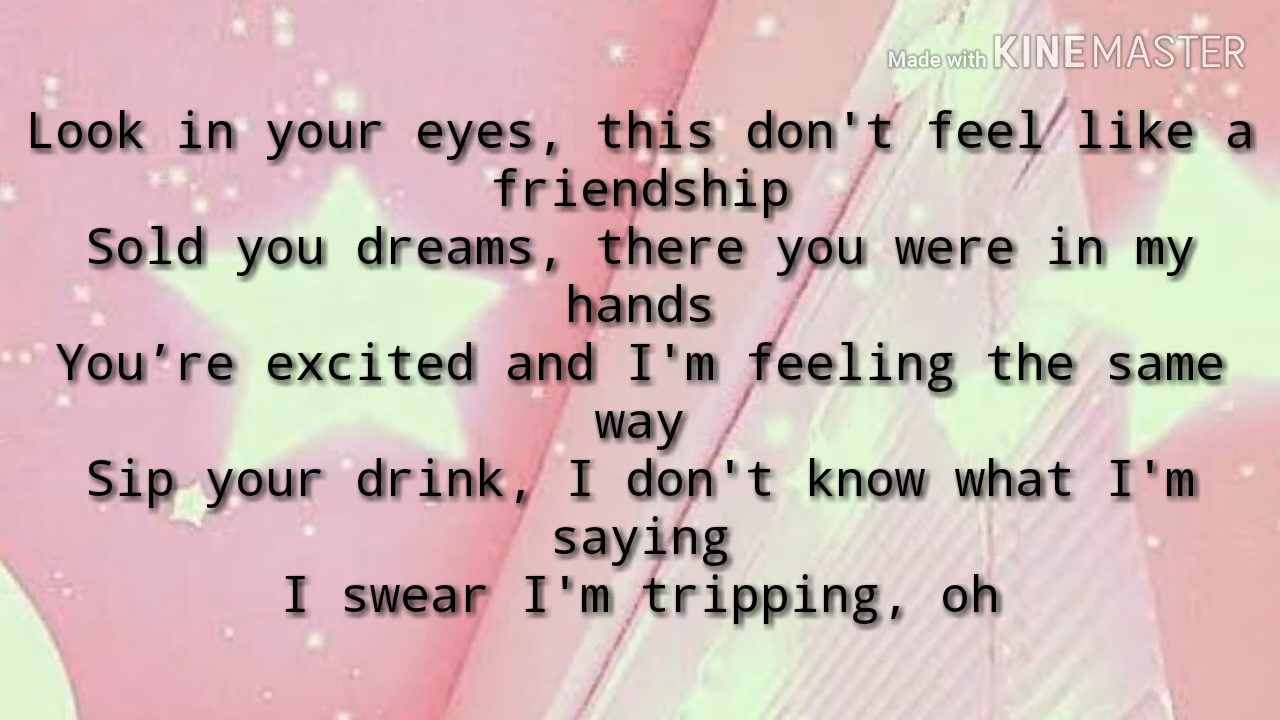 Made with KINEMASTER
Look in your eyes, this don't feel like a
friendship
Sold you dreams, there you were in my
hands
You’re excited and I'm feeling the same
way
Sip your drink, I don't know what I'm
saying
I swear I'm tripping, oh